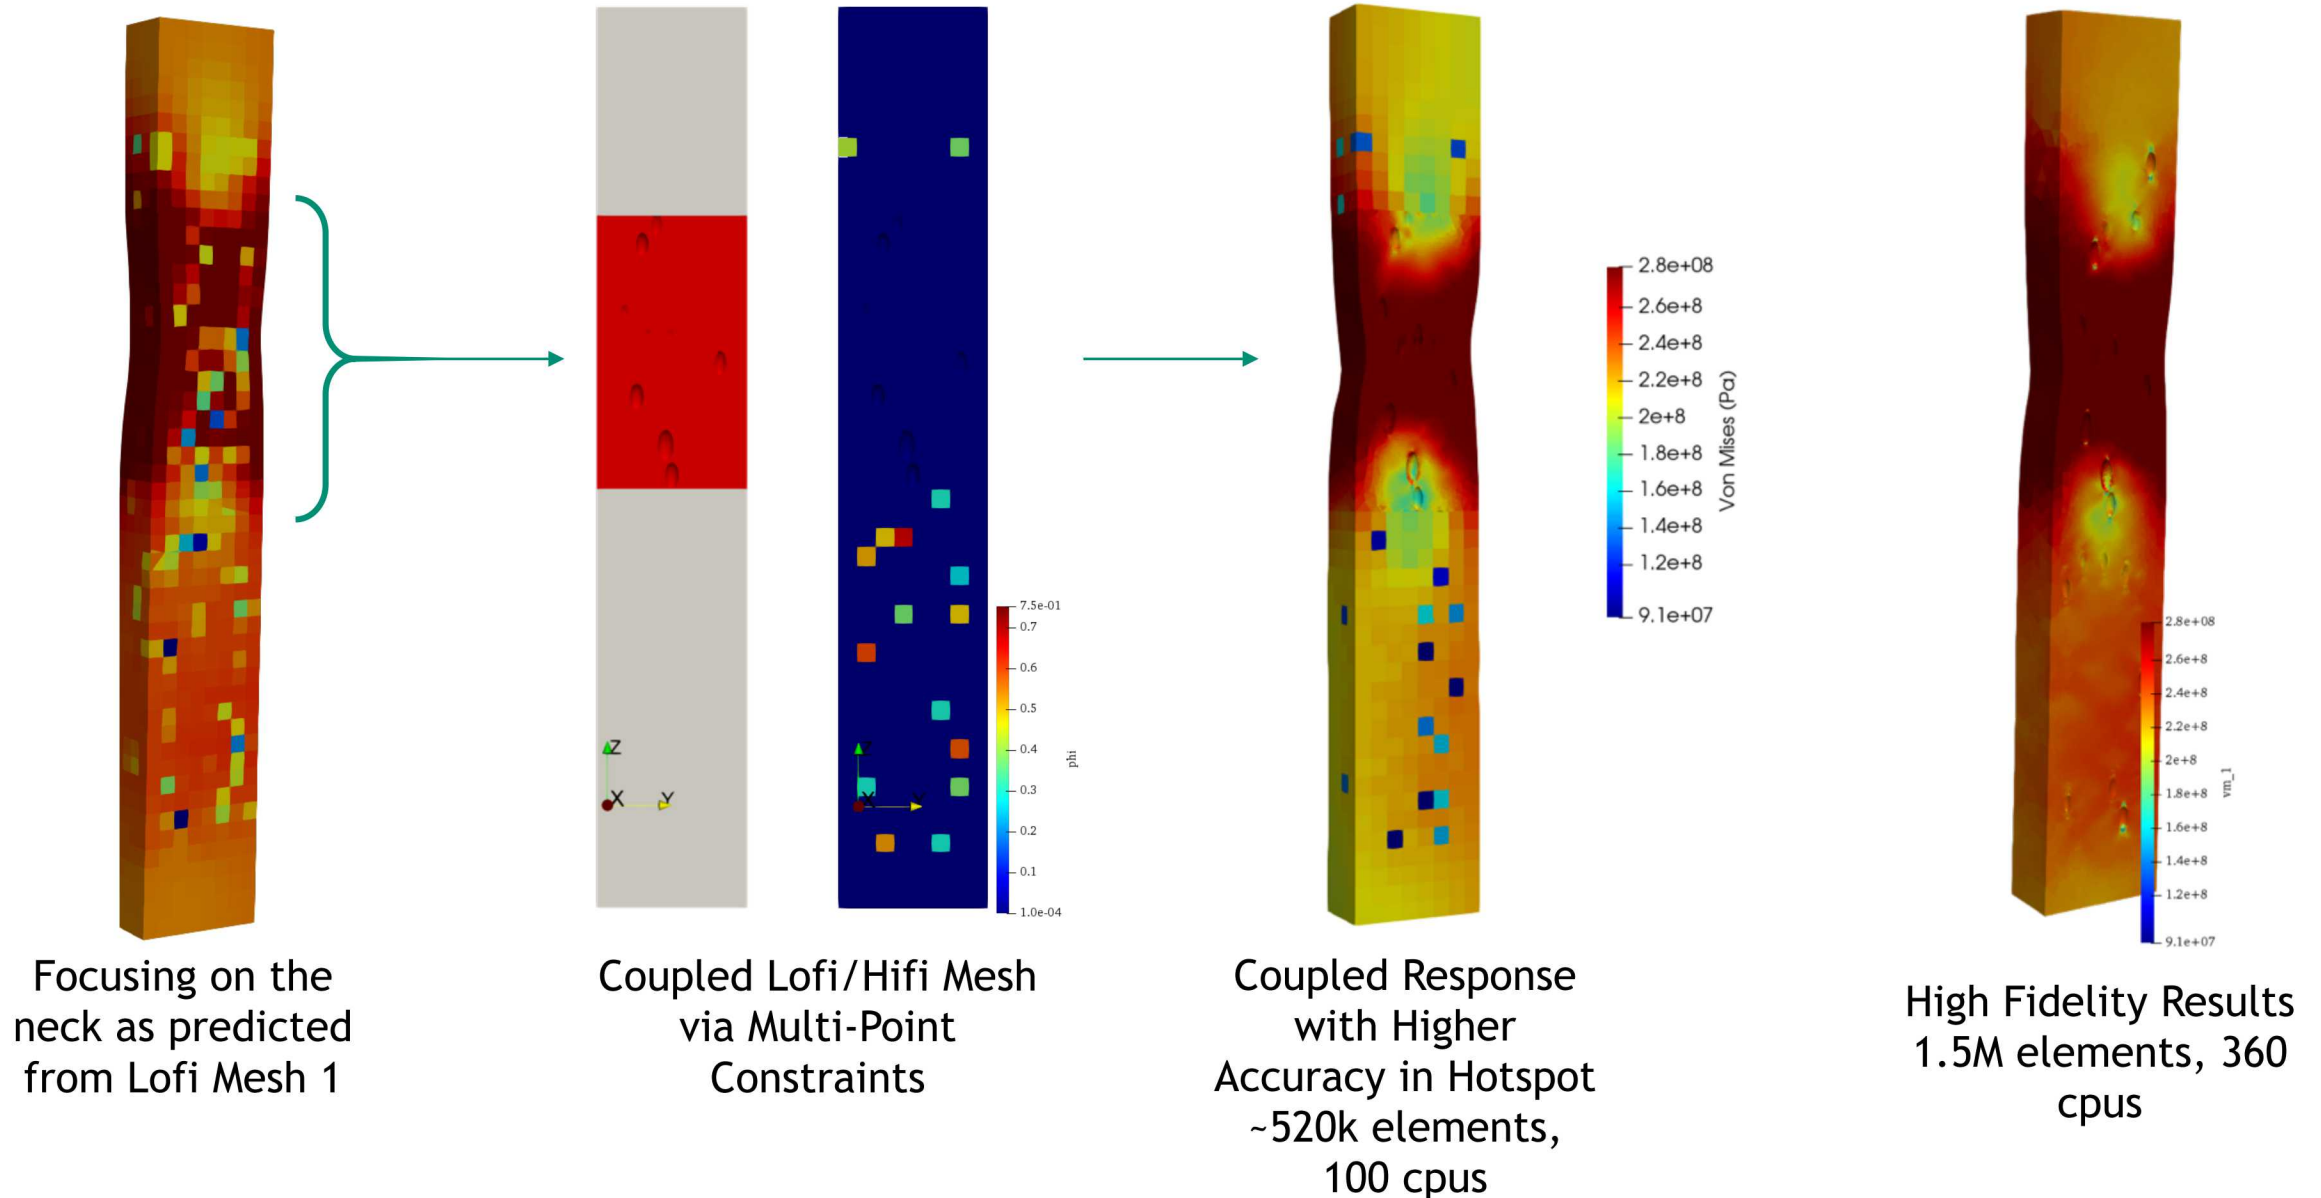 Focusing on the
neck as predicted
from Lofi Mesh 1
Z
X
Y
Coupled Lofi/Hifi Mesh
via Multi-Point
Constraints
X
7.5e-01
0.7
0.6
0.5
0.4
0.3
0.2
0.1
1.0e-04
phi
Coupled Response
with Higher
Accuracy in Hotspot
~520k elements,
100 cpus
2.8e+08
2.6e+8
2.4e+8
2.2e+8
2e+8
1.8e+8
1.6e+8
1.4e+8
1.2e+8
9.1e+07
Von Mises (Pa)
2.8e+08
2.6e+8
2.4e+8
2.2e+8
2e+8
1.8e+8
1.6e+8
1.4e+8
1.2e+8
9.1e+07
vm_1
High Fidelity Results
1.5M elements, 360
cpus